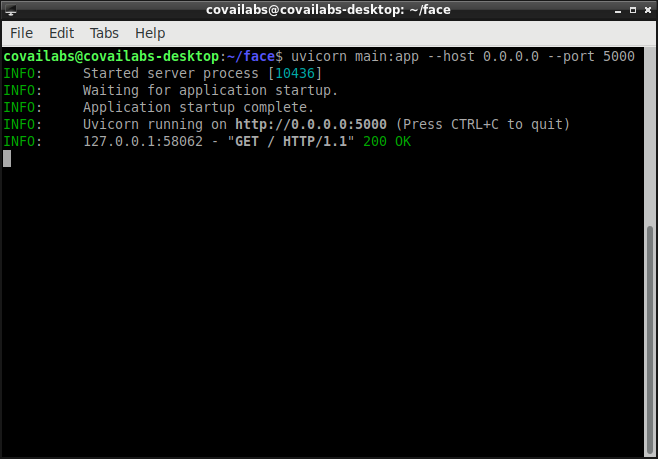 covailabs@covailabs-desktop: ~/face
File Edit Tabs Help
covailabs@covailabs-desktop:~/face$ uvicorn main:app --host 0.0.0.0 --port 5000
INFO:     Started server process [10436]
INFO:     Waiting for application startup.
INFO:     Application startup complete.
INFO:     Uvicorn running on http://0.0.0.0:5000 (Press CTRL+C to quit)
INFO:     127.0.0.1:58062 - "GET / HTTP/1.1" 200 OK